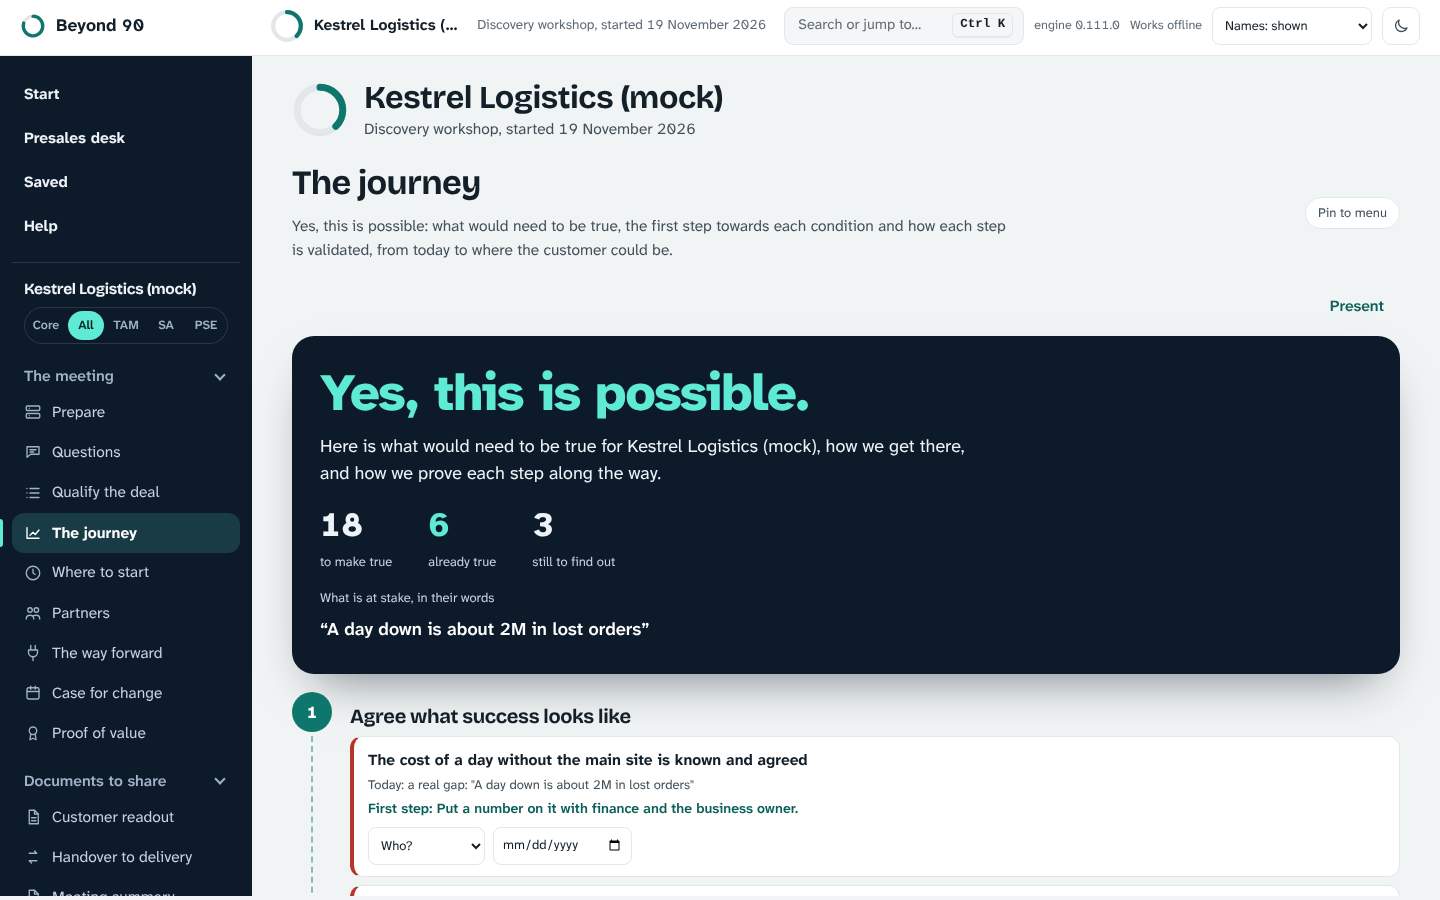 Beyond 90
Kestrel Logistics (...
Discovery workshop, started 19 November 2026
Search or jump to...
Ctrl K
engine 0.111.0
Works offline
Names: shown
Start
Presales desk
Saved
Help
Kestrel Logistics (mock)
Core
All
TAM
SA
PSE
The meeting
Prepare
Questions
Qualify the deal
The journey
Where to start
Partners
The way forward
Case for change
Proof of value
Documents to share
Customer readout
Handover to delivery
Meeting summary
Kestrel Logistics (mock)
Discovery workshop, started 19 November 2026
The journey
Yes, this is possible: what would need to be true, the first step towards each condition and how each step
is validated, from today to where the customer could be.
Pin to menu
Present
Yes, this is possible.
Here is what would need to be true for Kestrel Logistics (mock), how we get there,
and how we prove each step along the way.
18
to make true
6
already true
3
still to find out
What is at stake, in their words
“A day down is about 2M in lost orders”
1
Agree what success looks like
The cost of a day without the main site is known and agreed
Today: a real gap: "A day down is about 2M in lost orders"
First step: Put a number on it with finance and the business owner.
Who?
mm/dd/yyyy